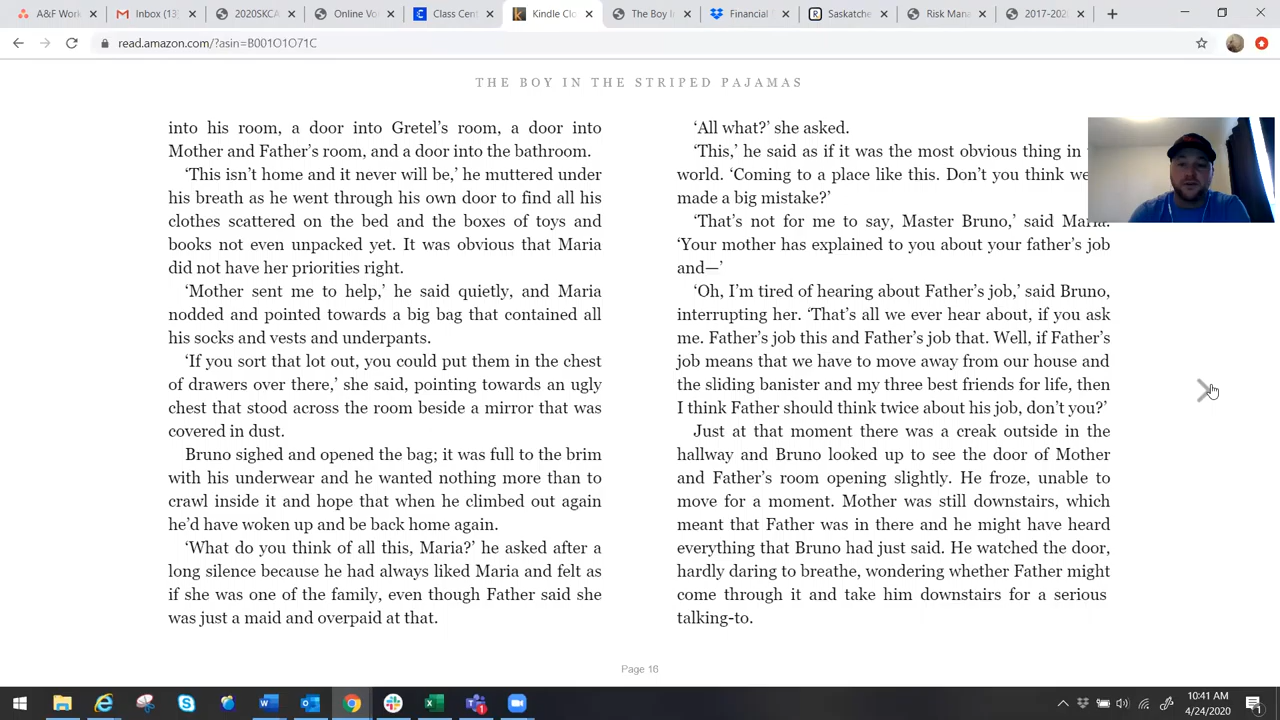 A&F Work
Inbox (13)
2020SKCA
Online Vo
Class Cent
Kindle Clo
The Boy In
Financial
Saskatche
Risk Mana
2017-202
read.amazon.com/?asin=B001O1O71C
THE BOY IN THE STRIPED PAJAMAS
into his room, a door into Gretel’s room, a door into
Mother and Father’s room, and a door into the bathroom.
‘This isn’t home and it never will be,’ he muttered under
his breath as he went through his own door to find all his
clothes scattered on the bed and the boxes of toys and
books not even unpacked yet. It was obvious that Maria
did not have her priorities right.
‘Mother sent me to help,’ he said quietly, and Maria
nodded and pointed towards a big bag that contained all
his socks and vests and underpants.
‘If you sort that lot out, you could put them in the chest
of drawers over there,’ she said, pointing towards an ugly
chest that stood across the room beside a mirror that was
covered in dust.
Bruno sighed and opened the bag; it was full to the brim
with his underwear and he wanted nothing more than to
crawl inside it and hope that when he climbed out again
he’d have woken up and be back home again.
‘What do you think of all this, Maria?’ he asked after a
long silence because he had always liked Maria and felt as
if she was one of the family, even though Father said she
was just a maid and overpaid at that.
‘All what?’ she asked.
‘This,’ he said as if it was the most obvious thing in
world. ‘Coming to a place like this. Don’t you think we
made a big mistake?’
‘That’s not for me to say, Master Bruno,’ said Maria.
‘Your mother has explained to you about your father’s job
and—’
‘Oh, I’m tired of hearing about Father’s job,’ said Bruno,
interrupting her. ‘That’s all we ever hear about, if you ask
me. Father’s job this and Father’s job that. Well, if Father’s
job means that we have to move away from our house and
the sliding banister and my three best friends for life, then
I think Father should think twice about his job, don’t you?’
Just at that moment there was a creak outside in the
hallway and Bruno looked up to see the door of Mother
and Father’s room opening slightly. He froze, unable to
move for a moment. Mother was still downstairs, which
meant that Father was in there and he might have heard
everything that Bruno had just said. He watched the door,
hardly daring to breathe, wondering whether Father might
come through it and take him downstairs for a serious
talking-to.
Page 16
10:41 AM
4/24/2020